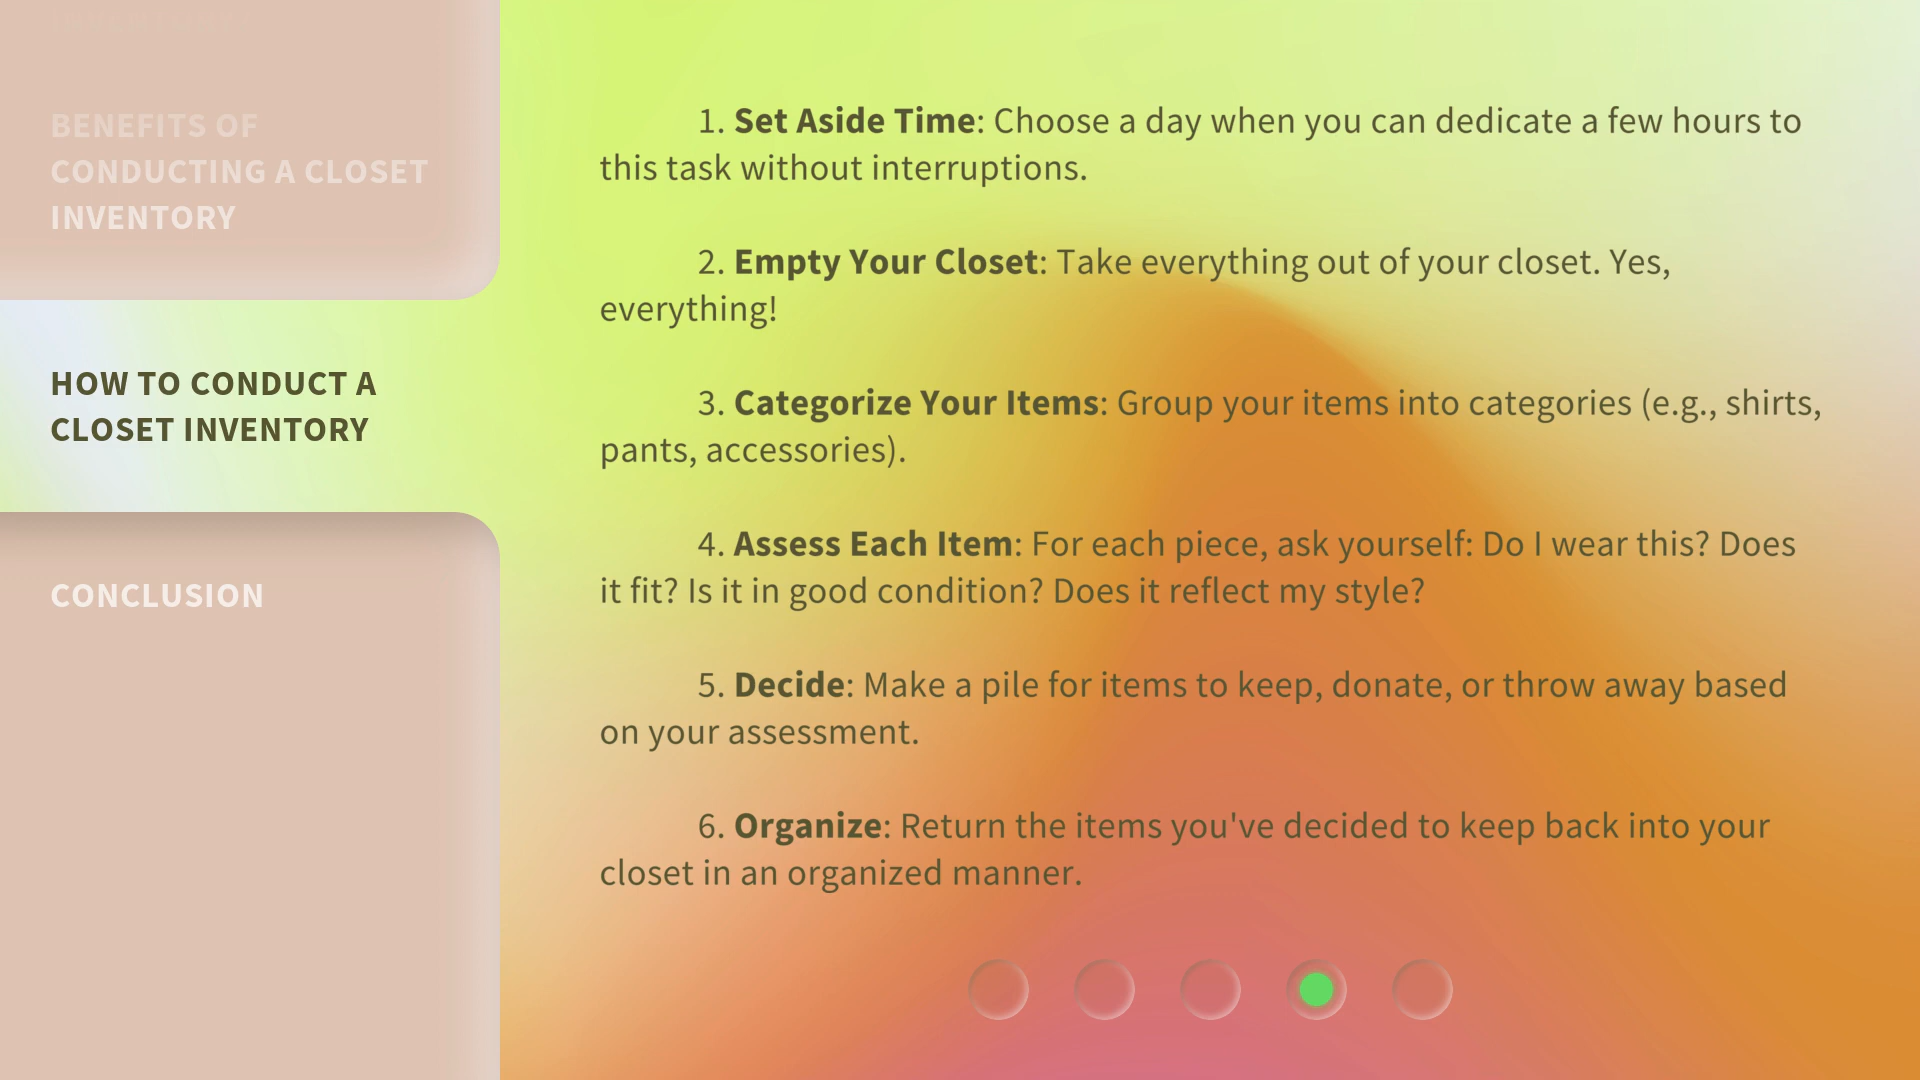 BENEFITS OF
CONDUCTING A CLOSET
INVENTORY
HOW TO CONDUCT A
CLOSET INVENTORY
CONCLUSION
1. Set Aside Time: Choose a day when you can dedicate a few hours to
this task without interruptions.
2. Empty Your Closet: Take everything out of your closet. Yes,
everything!
3. Categorize Your Items: Group your items into categories (e.g., shirts,
pants, accessories).
4. Assess Each Item: For each piece, ask yourself: Do I wear this? Does
it fit? Is it in good condition? Does it reflect my style?
5. Decide: Make a pile for items to keep, donate, or throw away based
on your assessment.
6. Organize: Return the items you've decided to keep back into your
closet in an organized manner.